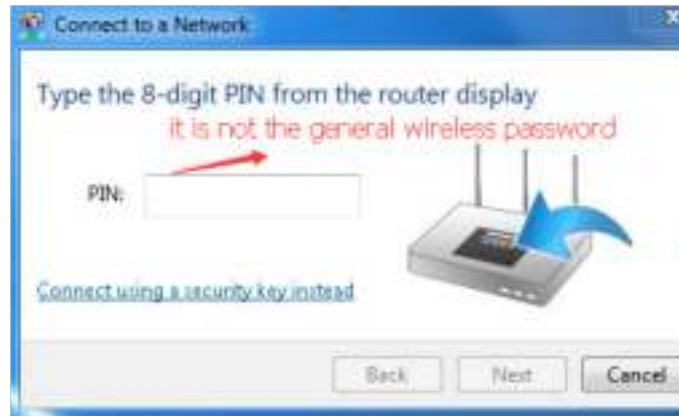 Connect to a Network
Type the 8-digit PIN from the router display
it is not the general wireless password
PIN:
Connect using a security key instead
Back
Next
Cancel